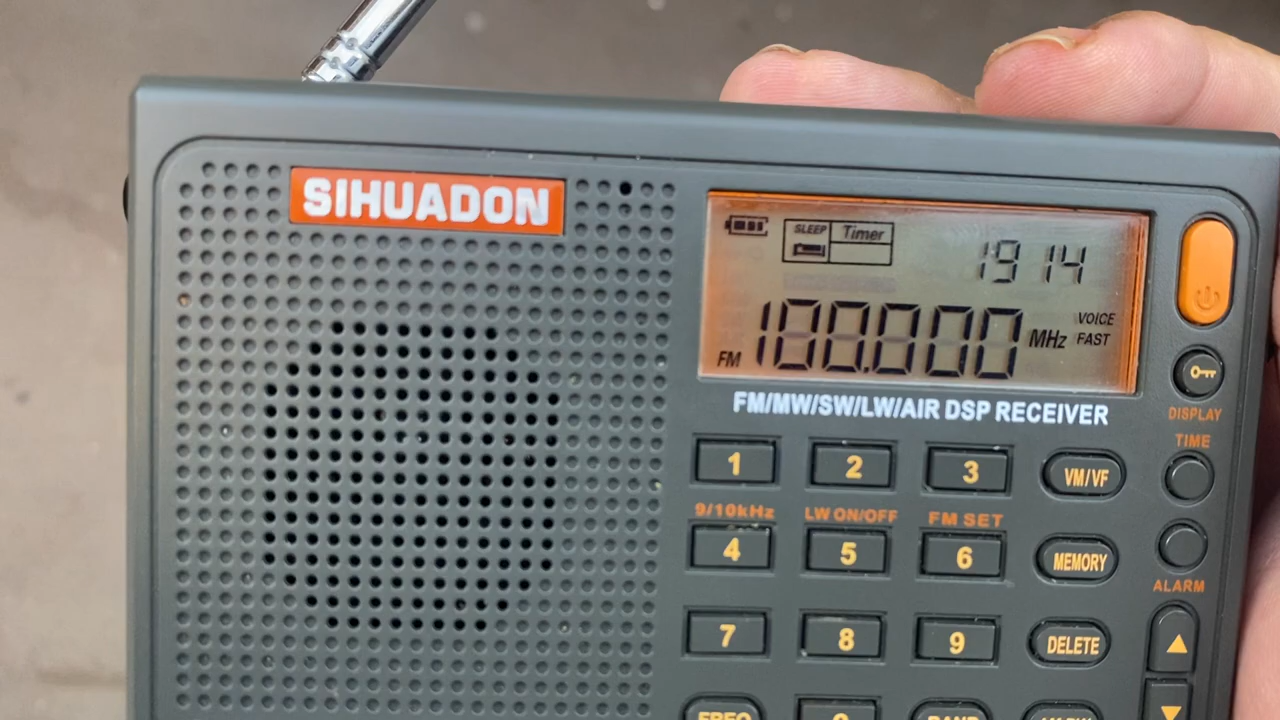 SIHUADON
SLEEP Timer
19 14
FM 100.000 MHz
VOICE
FAST
FM/MW/SW/LW/AIR DSP RECEIVER
DISPLAY
TIME
1 2 3 VM/VF
9/10kHz LW ON/OFF FM SET
4 5 6 MEMORY
ALARM
7 8 9 DELETE
FREQ BAND